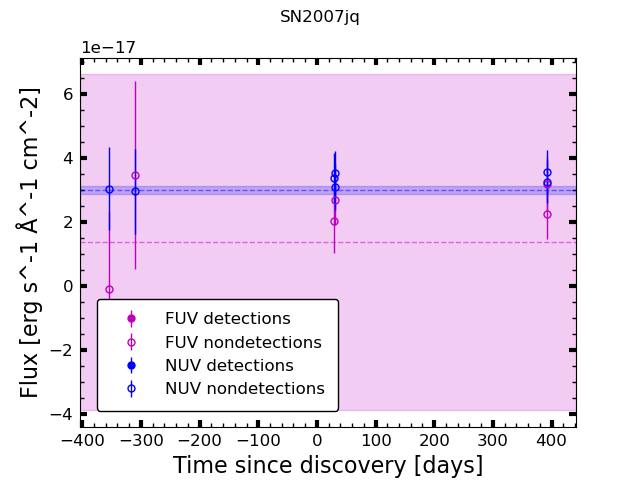 SN2007jq
1e−17
6
4
2
0
−2
−4
Flux [erg s^-1 Å^-1 cm^-2]
FUV detections
FUV nondetections
NUV detections
NUV nondetections
−400 −300 −200 −100 0 100 200 300 400
Time since discovery [days]